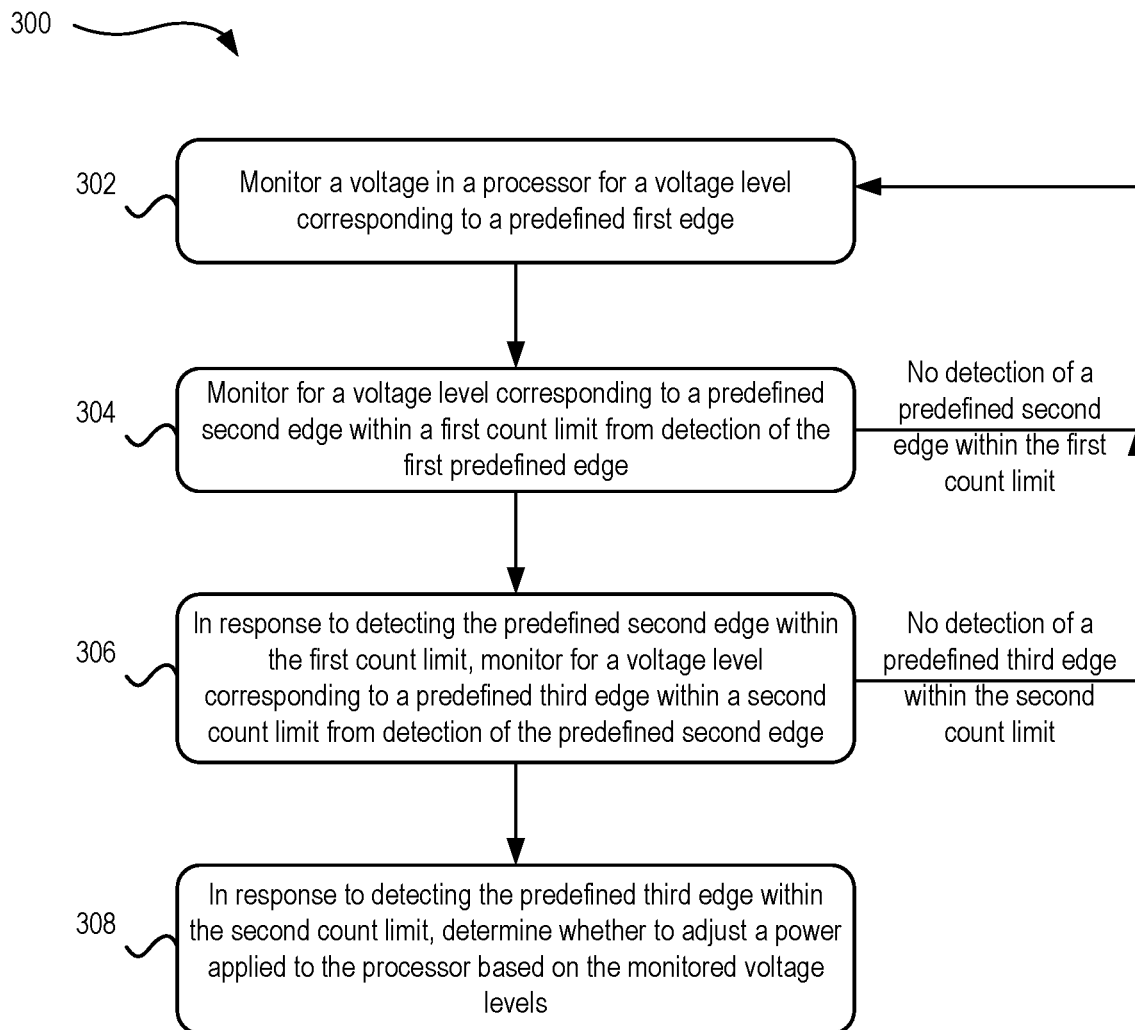 300
302
Monitor a voltage in a processor for a voltage level
corresponding to a predefined first edge
304
Monitor for a voltage level corresponding to a predefined
second edge within a first count limit from detection of the
first predefined edge
No detection of a
predefined second
edge within the first
count limit
306
In response to detecting the predefined second edge within
the first count limit, monitor for a voltage level
corresponding to a predefined third edge within a second
count limit from detection of the predefined second edge
No detection of a
predefined third edge
within the second
count limit
308
In response to detecting the predefined third edge within
the second count limit, determine whether to adjust a power
applied to the processor based on the monitored voltage
levels